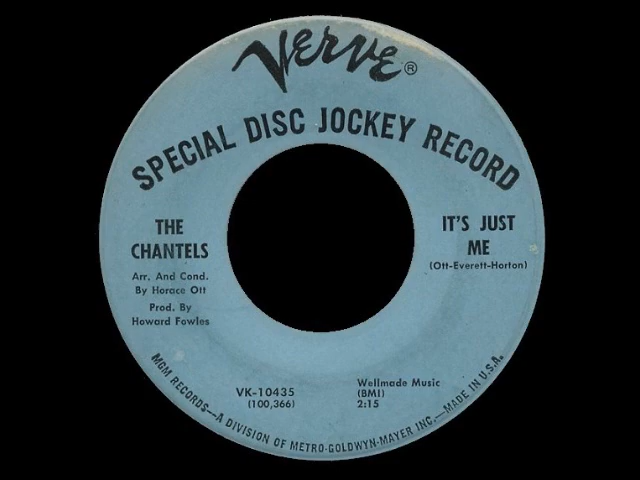 Verve®
SPECIAL DISC JOCKEY RECORD
THE
CHANTELS
Arr. And Cond.
By Horace Ott
Prod. By
Howard Fowles
IT'S JUST
ME
(Ott-Everett-Horton)
VK-10435
(100,366)
Wellmade Music
(BMI)
2:15
MGM RECORDS—A DIVISION OF METRO-GOLDWYN-MAYER INC.—MADE IN U.S.A.